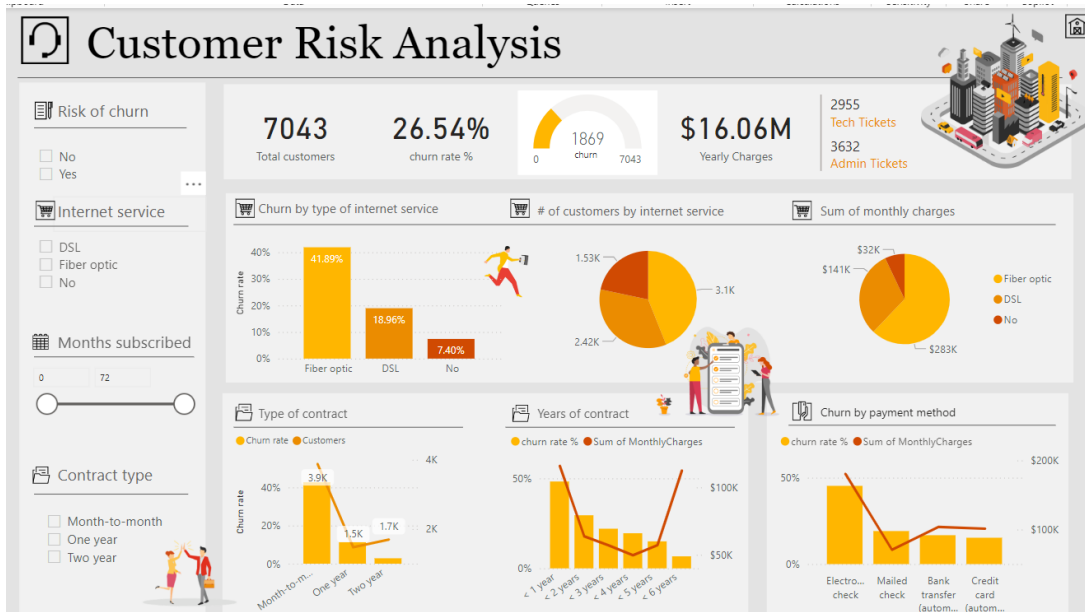 Customer Risk Analysis
Risk of churn
No
Yes
Internet service
DSL
Fiber optic
No
Months subscribed
0 72
Contract type
Month-to-month
One year
Two year
7043
Total customers
26.54%
churn rate %
1869
churn
0 7043
$16.06M
Yearly Charges
2955
Tech Tickets
3632
Admin Tickets
Churn by type of internet service
Churn rate
40%
30%
20%
10%
0%
41.89%
18.96%
7.40%
Fiber optic DSL No
# of customers by internet service
1.53K
3.1K
2.42K
Sum of monthly charges
$32K
$141K
$283K
Fiber optic
DSL
No
Type of contract
Churn rate Customers
Churn rate
40%
20%
0%
4K
2K
3.9K
1.5K
1.7K
Month-to-m... One year Two year
Years of contract
churn rate % Sum of MonthlyCharges
50%
0%
$100K
$50K
< 1 year < 2 years < 3 years < 4 years < 5 years < 6 years
Churn by payment method
churn rate % Sum of MonthlyCharges
50%
0%
$200K
$100K
Electro... Mailed Bank Credit
check check transfer card
(autom... (autom...